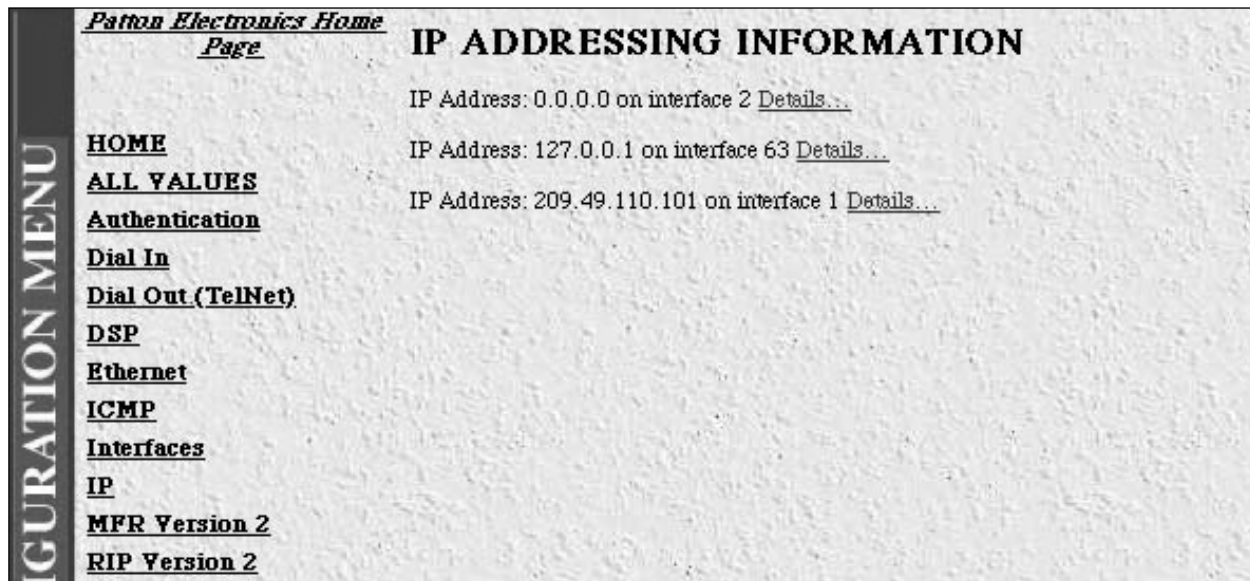 Patton Electronics Home
Page
IP ADDRESSING INFORMATION
IP Address: 0.0.0.0 on interface 2 Details...
IP Address: 127.0.0.1 on interface 63 Details...
IP Address: 209.49.110.101 on interface 1 Details...
HOME
ALL VALUES
Authentication
Dial In
Dial Out (TelNet)
DSP
Ethernet
ICMP
Interfaces
IP
MFR Version 2
RIP Version 2
IGURATION MENU